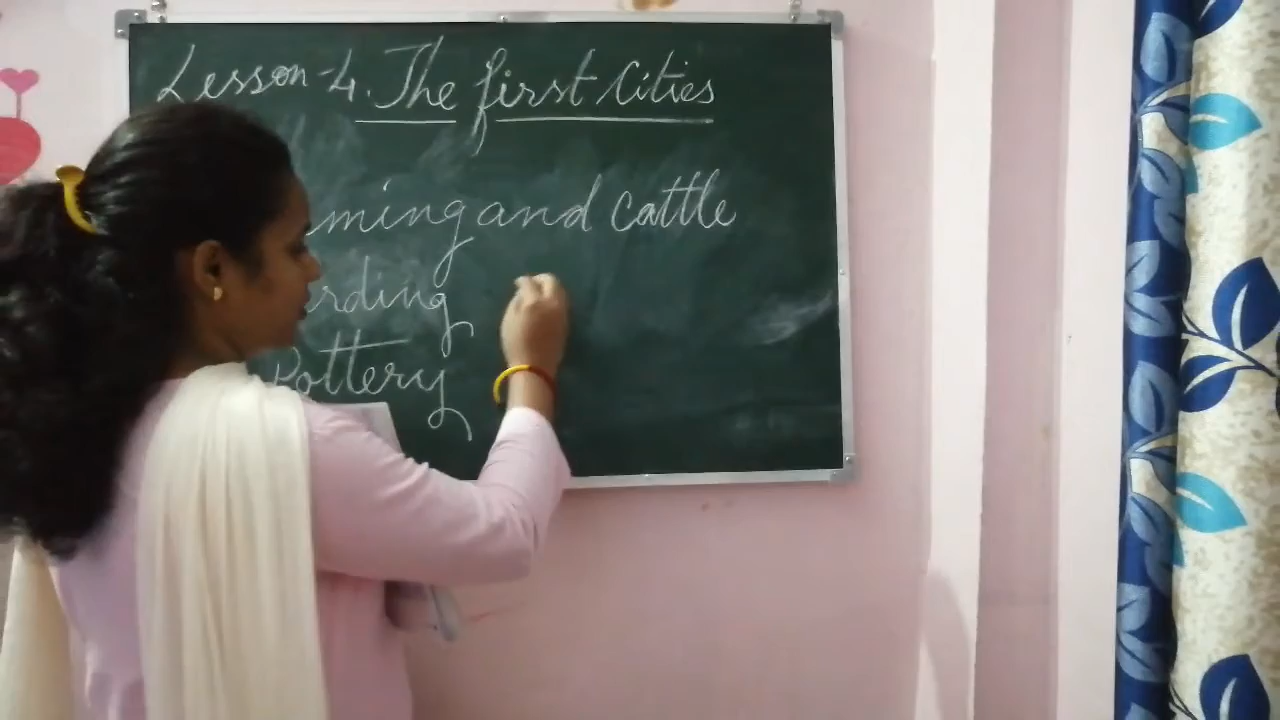 Lesson-4. The first Cities
ming and cattle
rding
Pottery